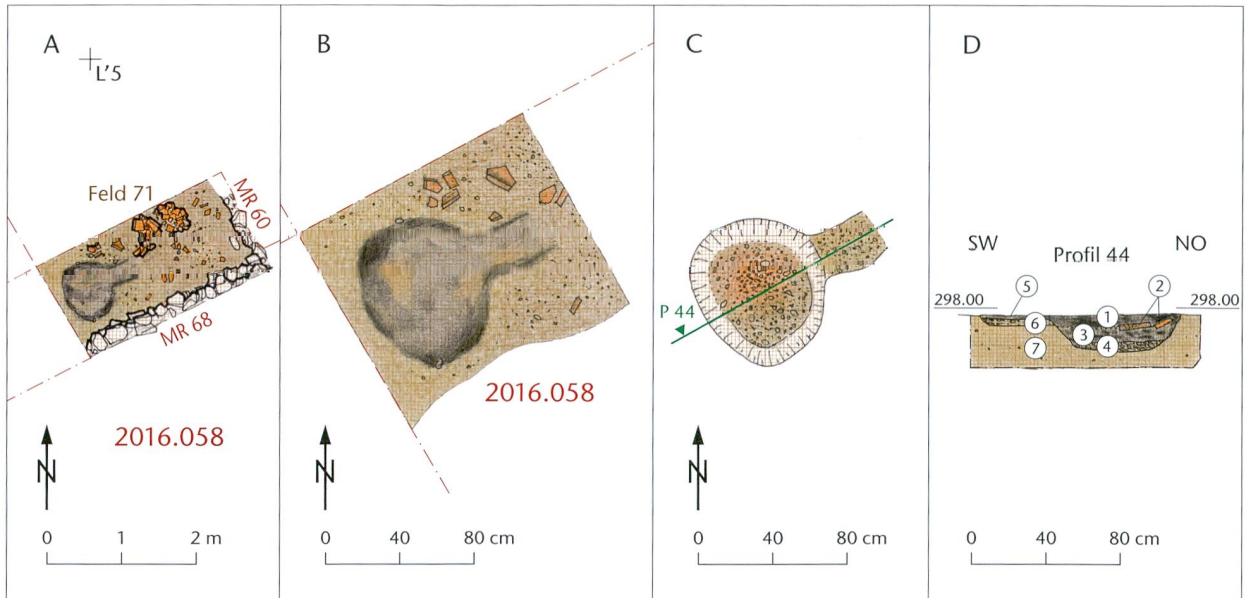 A
L'5
Feld 71
MR 60
MR 68
2016.058
N
0 1 2 m
B
2016.058
N
0 40 80 cm
C
P 44
N
0 40 80 cm
D
SW Profil 44 NO
5 2
298.00 298.00
1
6
3
7 4
0 40 80 cm